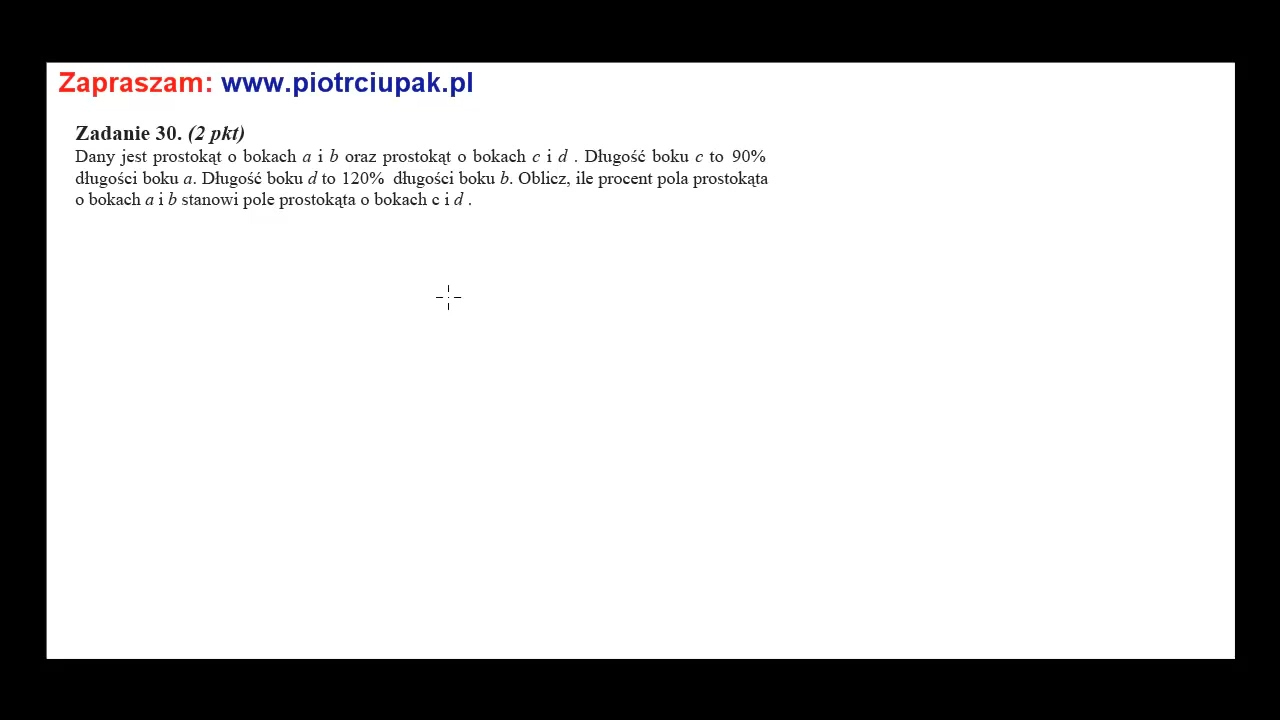 Zapraszam: www.piotrciupak.pl
Zadanie 30. (2 pkt)
Dany jest prostokąt o bokach a i b oraz prostokąt o bokach c i d . Długość boku c to 90%
długości boku a. Długość boku d to 120% długości boku b. Oblicz, ile procent pola prostokąta
o bokach a i b stanowi pole prostokąta o bokach c i d .